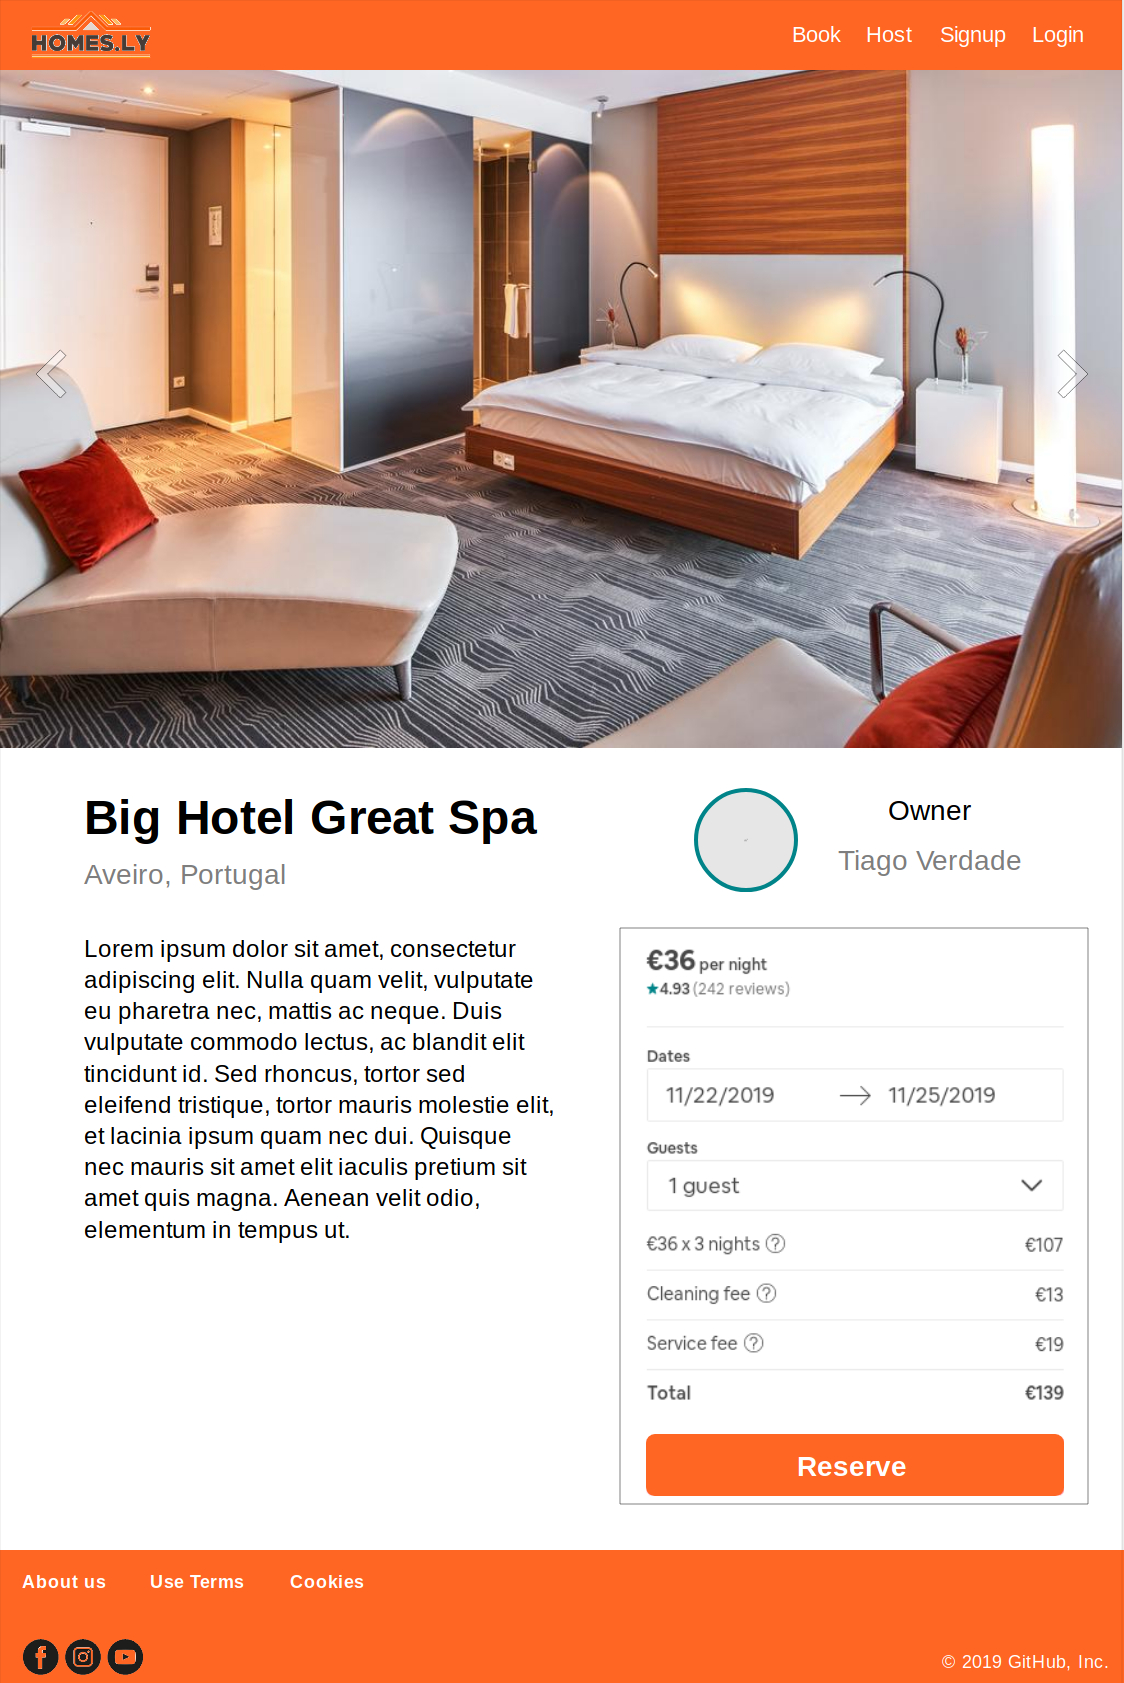 HOMES.LY
Book Host Signup Login
Big Hotel Great Spa
Aveiro, Portugal
Owner
Tiago Verdade
Lorem ipsum dolor sit amet, consectetur
adipiscing elit. Nulla quam velit, vulputate
eu pharetra nec, mattis ac neque. Duis
vulputate commodo lectus, ac blandit elit
tincidunt id. Sed rhoncus, tortor sed
eleifend tristique, tortor mauris molestie elit,
et lacinia ipsum quam nec dui. Quisque
nec mauris sit amet elit iaculis pretium sit
amet quis magna. Aenean velit odio,
elementum in tempus ut.
€36 per night
★4.93 (242 reviews)
Dates
11/22/2019 → 11/25/2019
Guests
1 guest
€36 x 3 nights ? €107
Cleaning fee ? €13
Service fee ? €19
Total €139
Reserve
About us Use Terms Cookies
© 2019 GitHub, Inc.